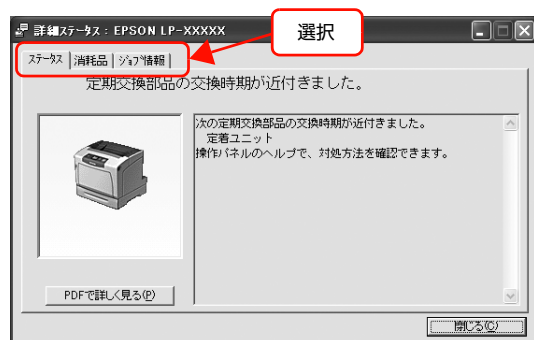 詳細ステータス : EPSON LP-XXXXX
選択
ステータス 消耗品 ジョブ情報
定期交換部品の交換時期が近付きました。
次の定期交換部品の交換時期が近付きました。
定着ユニット
操作パネルのヘルプで、対処方法を確認できます。
PDFで詳しく見る(P)
閉じる(C)